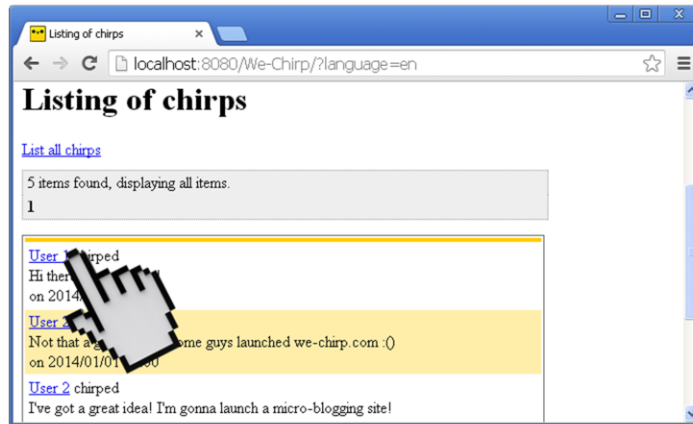 Listing of chirps
localhost:8080/We-Chirp/?language=en
Listing of chirps
List all chirps
5 items found, displaying all items.
1
User 1 chirped
Hi
on 2014/
User 2
Not that a ome guys launched we-chirp.com :()
on 2014/01/01
User 2 chirped
I've got a great idea! I'm gonna launch a micro-blogging site!